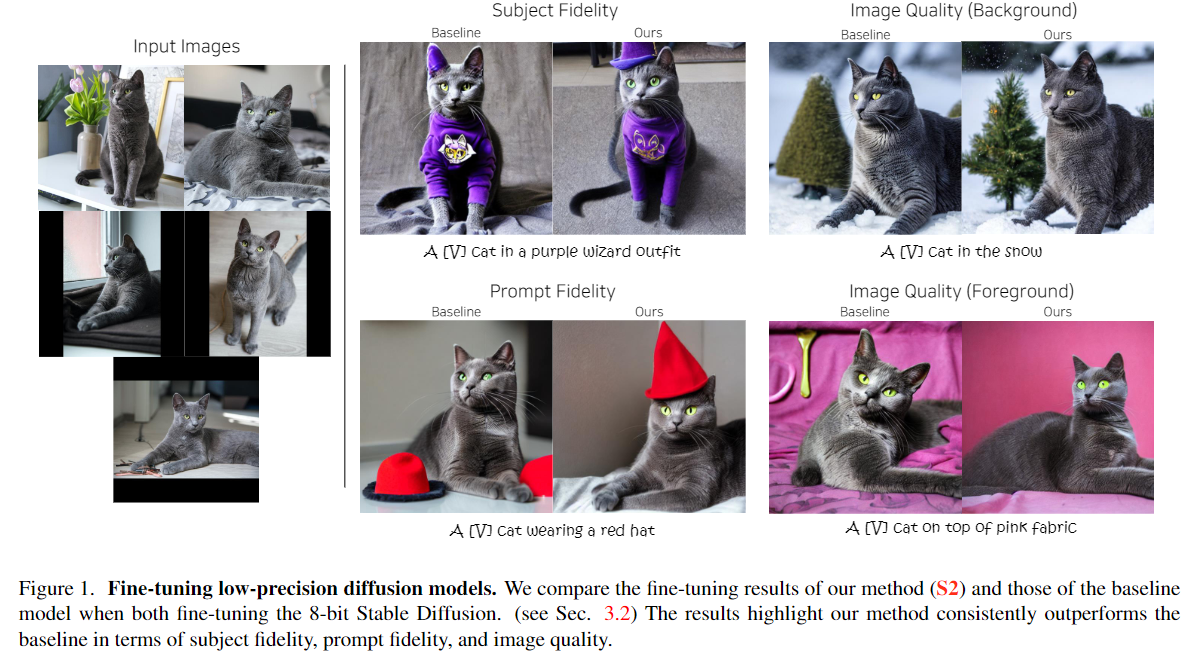 Input Images
Subject Fidelity
Baseline
Ours
A [V] cat in a purple wizard outfit
Image Quality (Background)
Baseline
Ours
A [V] cat in the snow
Prompt Fidelity
Baseline
Ours
A [V] cat wearing a red hat
Image Quality (Foreground)
Baseline
Ours
A [V] cat on top of pink fabric
Figure 1. Fine-tuning low-precision diffusion models. We compare the fine-tuning results of our method (S2) and those of the baseline
model when both fine-tuning the 8-bit Stable Diffusion. (see Sec. 3.2) The results highlight our method consistently outperforms the
baseline in terms of subject fidelity, prompt fidelity, and image quality.